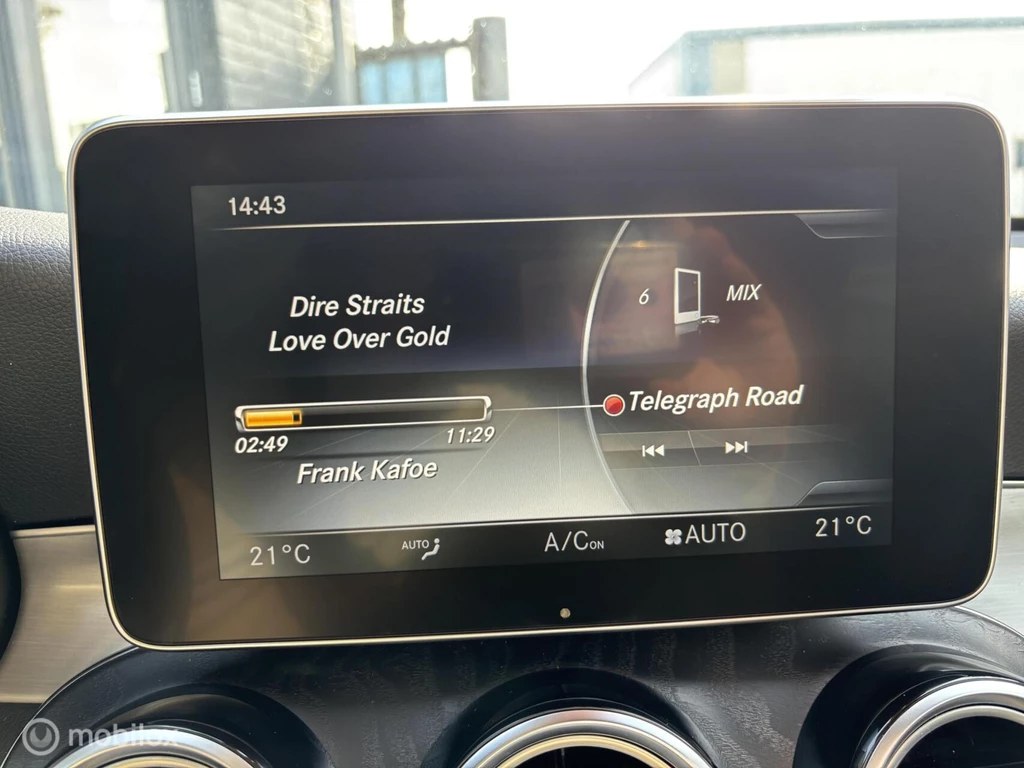 14:43
Dire Straits
Love Over Gold
6 MIX
Telegraph Road
02:49 11:29
Frank Kafoe
21°C AUTO A/C ON AUTO 21°C
mobilox